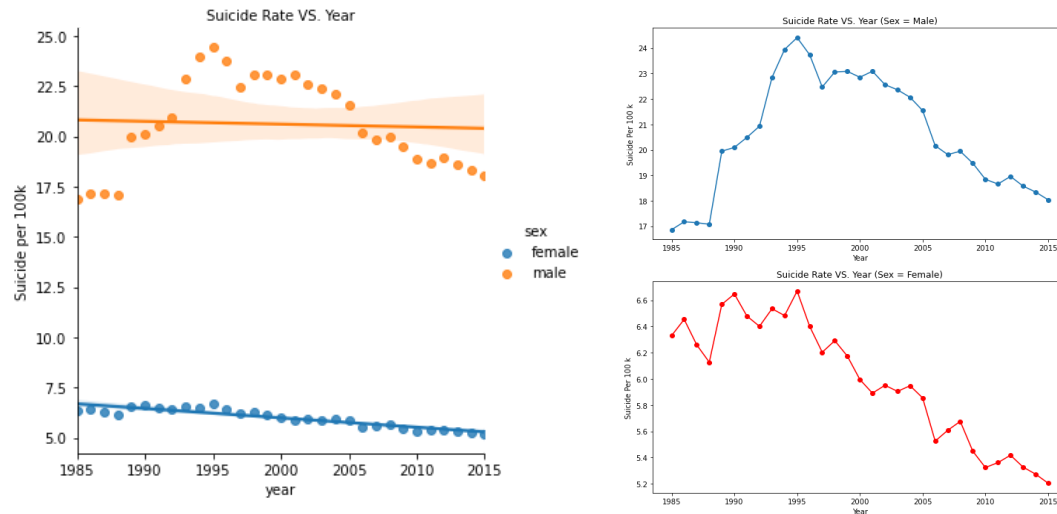 Suicide Rate VS. Year
25.0
22.5
20.0
17.5
15.0
12.5
10.0
7.5
5.0
Suicide per 100k
1985 1990 1995 2000 2005 2010 2015
year
sex
female
male
Suicide Rate VS. Year (Sex = Male)
24
23
22
21
20
19
18
17
Suicide Per 100 k
1985 1990 1995 2000 2005 2010 2015
Year
Suicide Rate VS. Year (Sex = Female)
6.6
6.4
6.2
6.0
5.8
5.6
5.4
5.2
Suicide Per 100 k
1985 1990 1995 2000 2005 2010 2015
Year